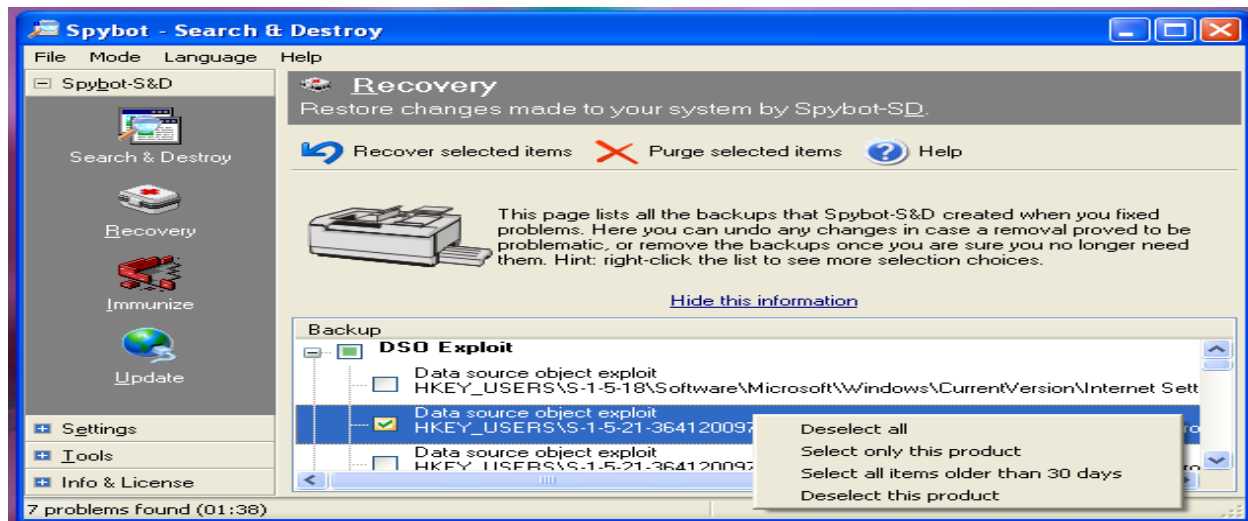 Spybot - Search & Destroy
File Mode Language Help
Spybot-S&D
Search & Destroy
Recovery
Immunize
Update
Settings
Tools
Info & License
Recovery
Restore changes made to your system by Spybot-SD.
Recover selected items Purge selected items Help
This page lists all the backups that Spybot-S&D created when you fixed
problems. Here you can undo any changes in case a removal proved to be
problematic, or remove the backups once you are sure you no longer need
them. Hint: right-click the list to see more selection choices.
Hide this information
Backup
DSO Exploit
Data source object exploit
HKEY_USERS\S-1-5-18\Software\Microsoft\Windows\CurrentVersion\Internet Sett
Data source object exploit
HKEY_USERS\S-1-5-21-364120097
Data source object exploit
HKEY_USERS\S-1-5-21-364120097
Deselect all
Select only this product
Select all items older than 30 days
Deselect this product
7 problems found (01:38)